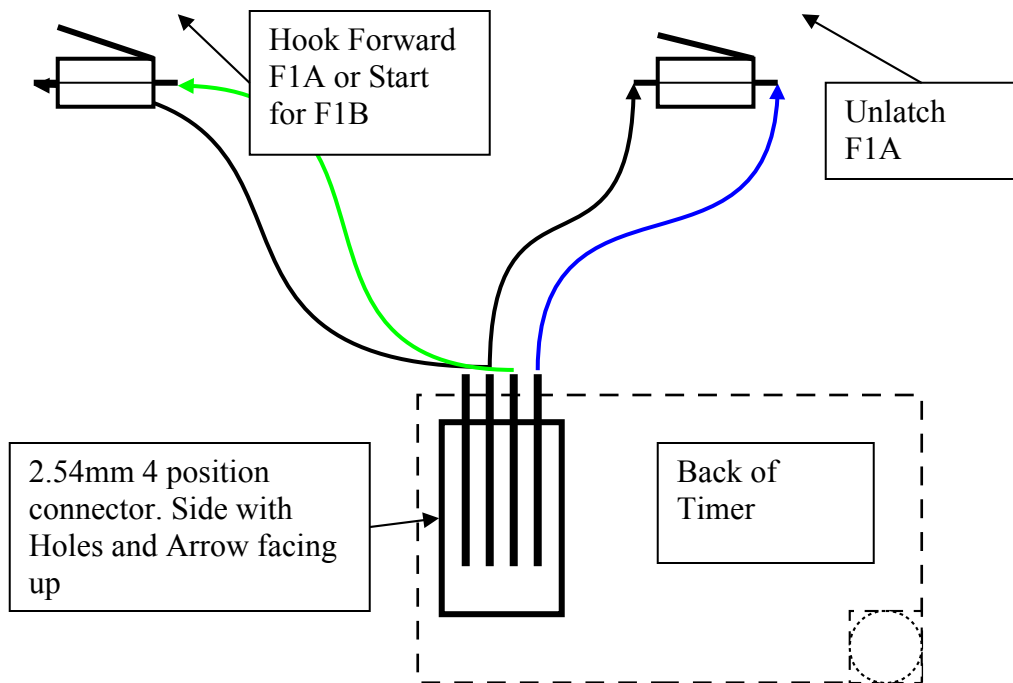 Hook Forward
F1A or Start
for F1B
Unlatch
F1A
2.54mm 4 position
connector. Side with
Holes and Arrow facing
up
Back of
Timer